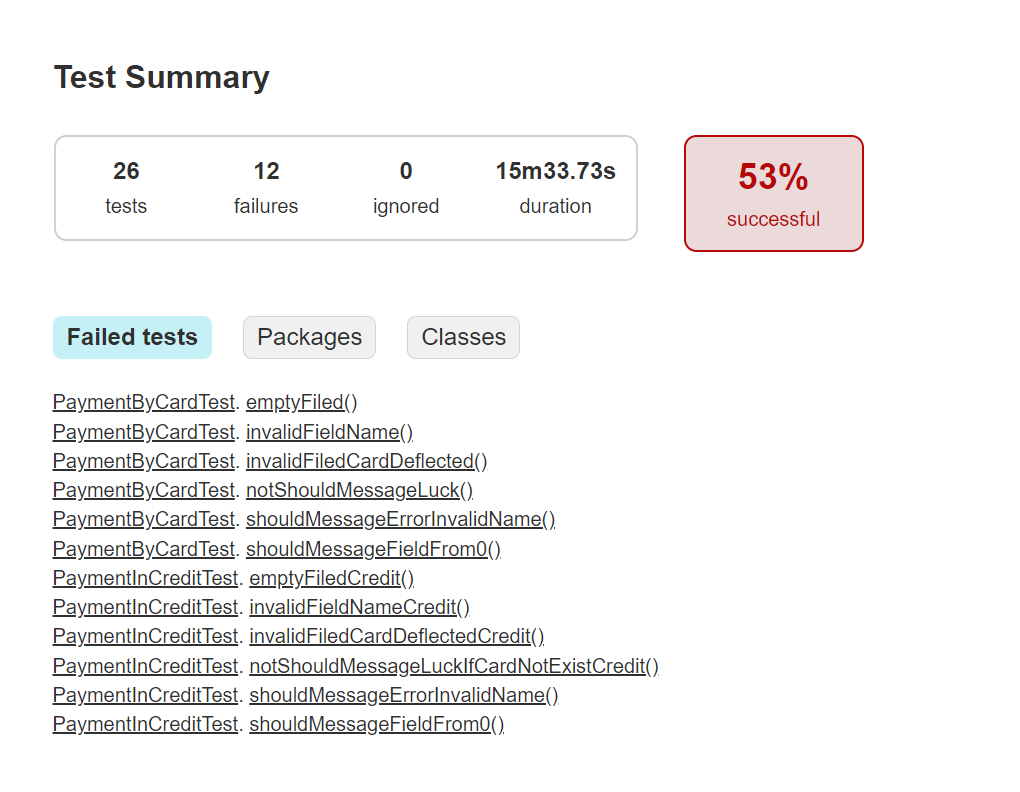 Test Summary
26 12 0 15m33.73s
tests failures ignored duration
53%
successful
Failed tests Packages Classes
PaymentByCardTest. emptyFiled()
PaymentByCardTest. invalidFieldName()
PaymentByCardTest. invalidFiledCardDeflected()
PaymentByCardTest. notShouldMessageLuck()
PaymentByCardTest. shouldMessageErrorInvalidName()
PaymentByCardTest. shouldMessageFieldFrom0()
PaymentInCreditTest. emptyFiledCredit()
PaymentInCreditTest. invalidFieldNameCredit()
PaymentInCreditTest. invalidFiledCardDeflectedCredit()
PaymentInCreditTest. notShouldMessageLuckIfCardNotExistCredit()
PaymentInCreditTest. shouldMessageErrorInvalidName()
PaymentInCreditTest. shouldMessageFieldFrom0()